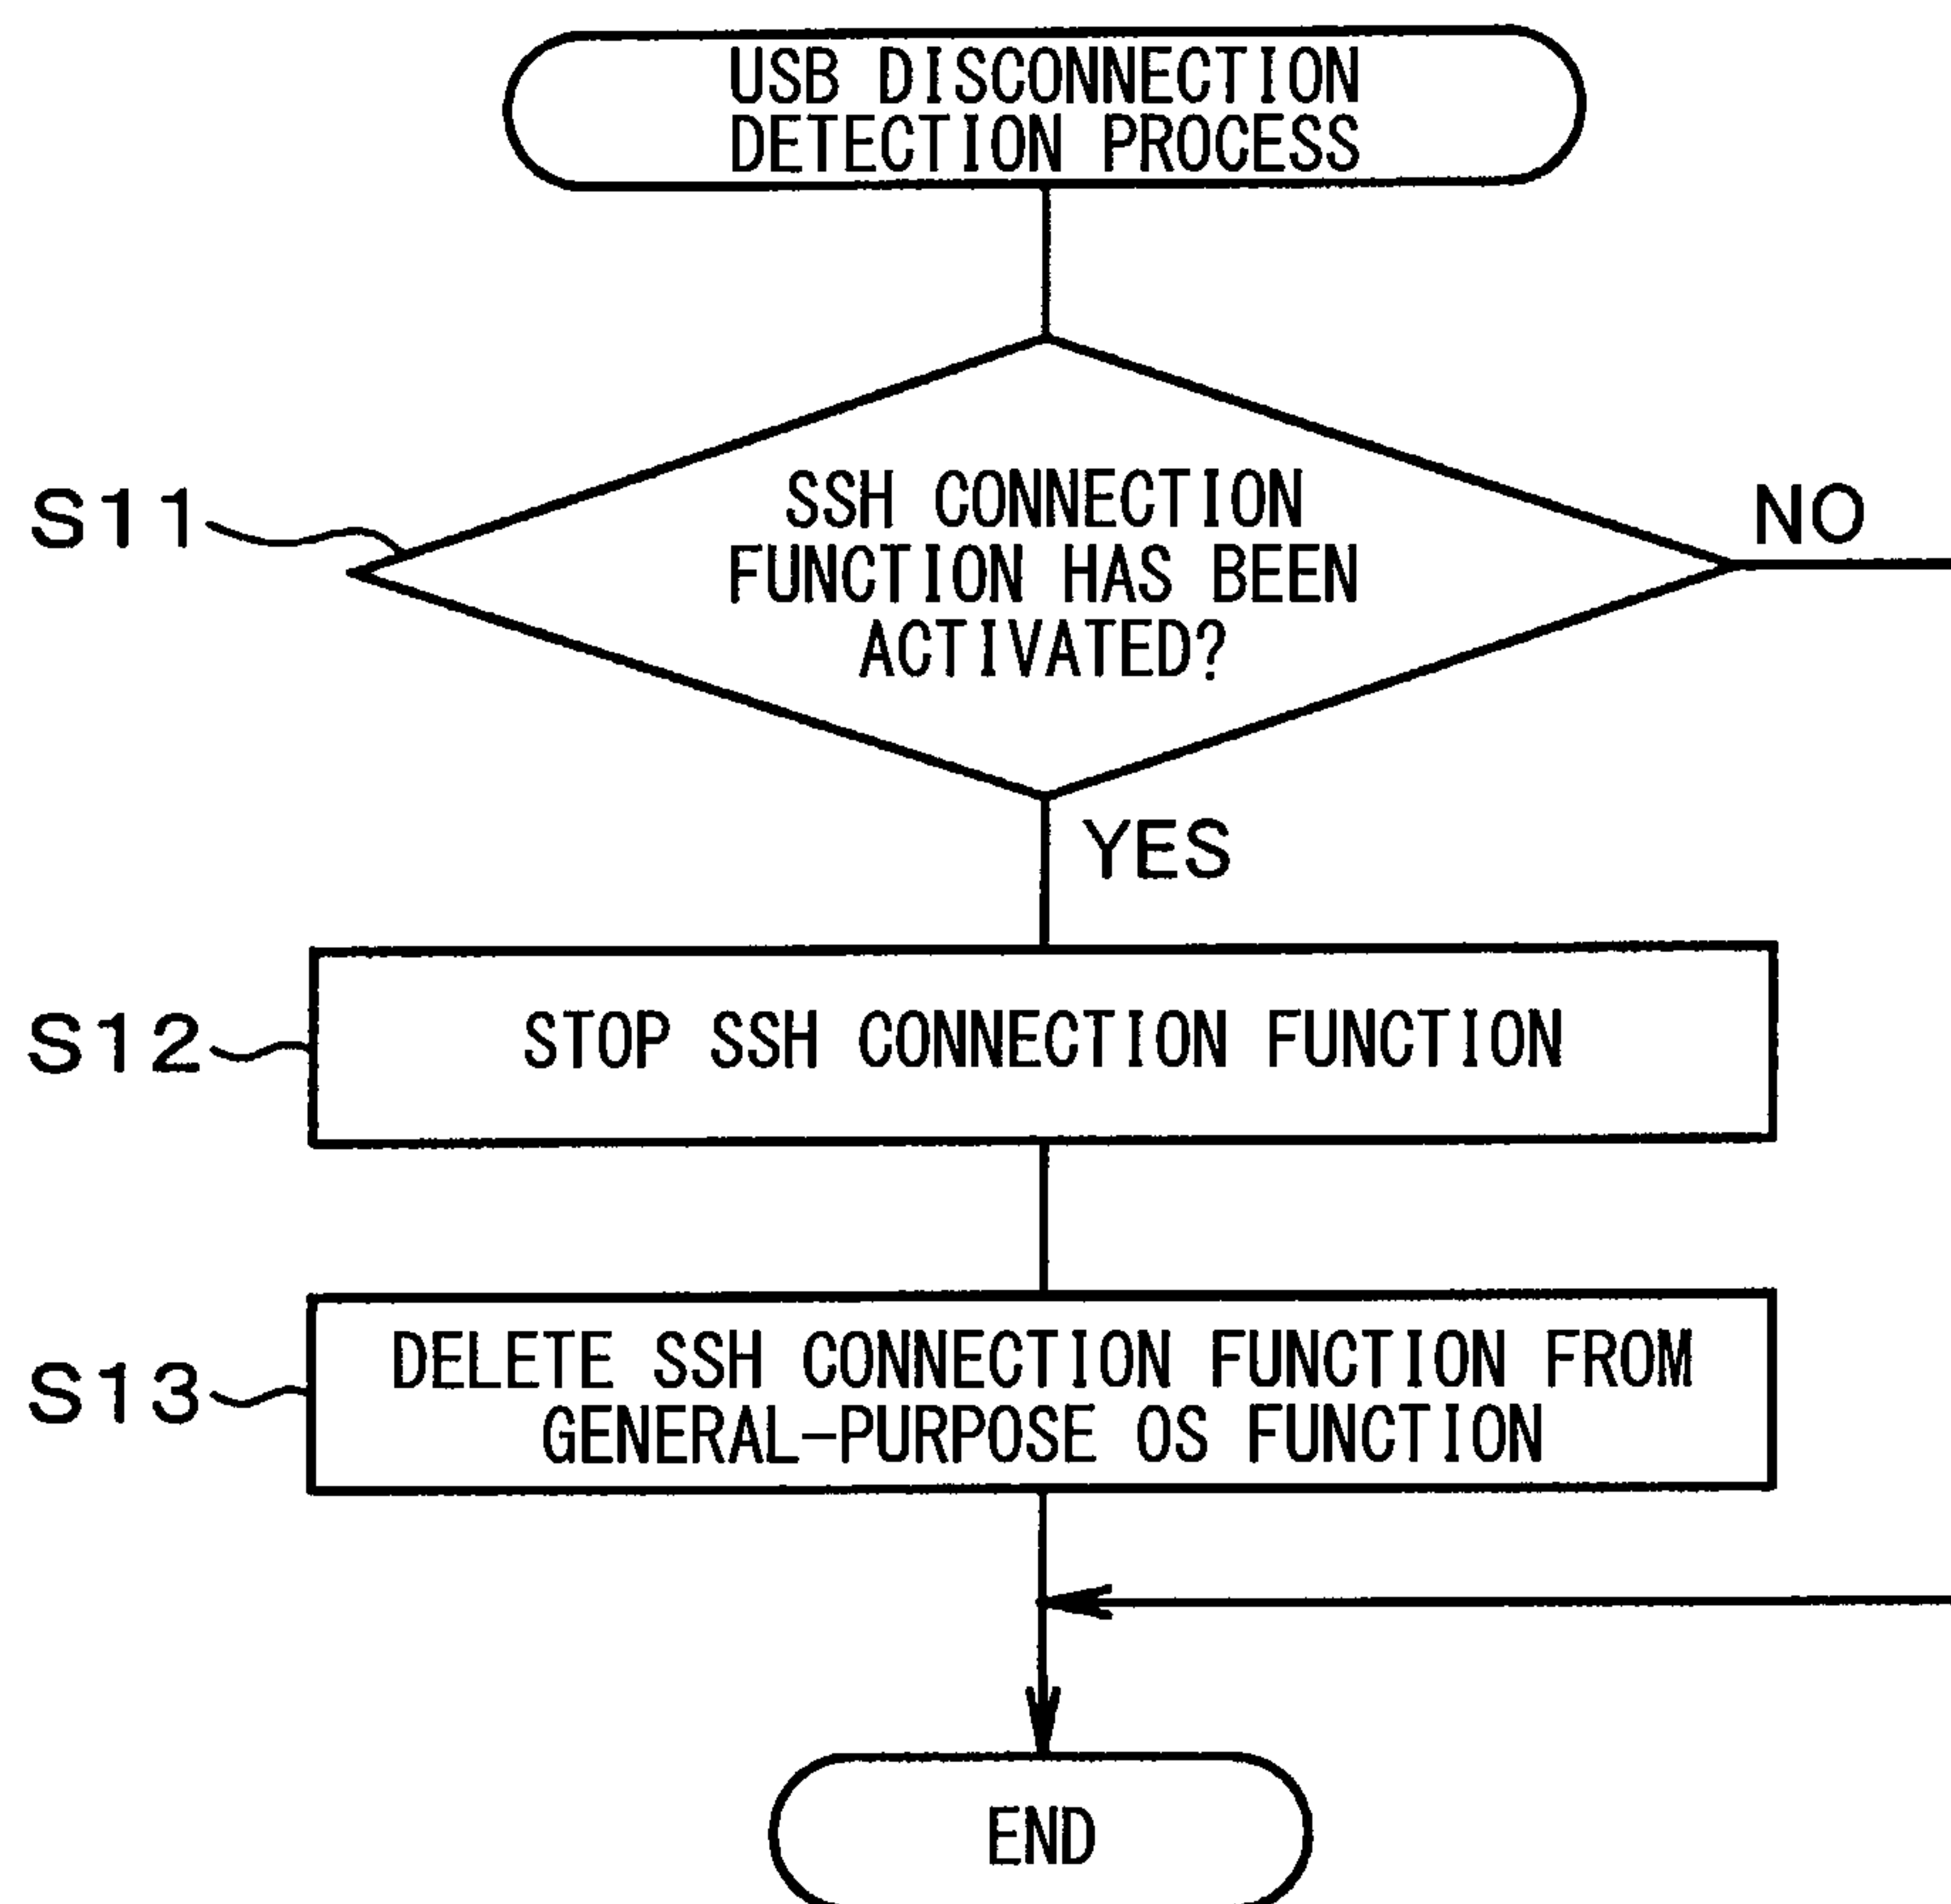 USB DISCONNECTION
DETECTION PROCESS
S11
SSH CONNECTION
FUNCTION HAS BEEN
ACTIVATED?
NO
YES
S12
STOP SSH CONNECTION FUNCTION
S13
DELETE SSH CONNECTION FUNCTION FROM
GENERAL-PURPOSE OS FUNCTION
END